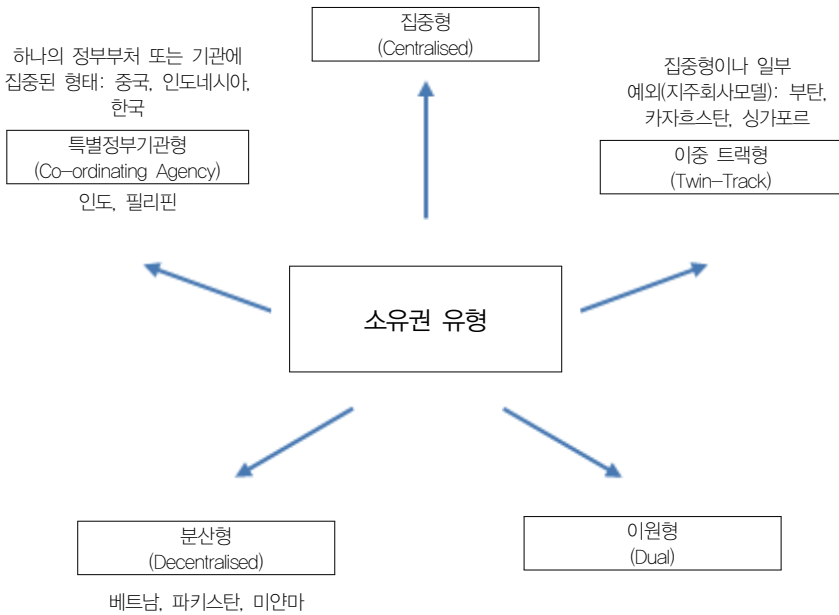 집중형
(Centralised)
하나의 정부부처 또는 기관에
집중된 형태: 중국, 인도네시아,
한국
특별정부기관형
(Co-ordinating Agency)
인도, 필리핀
집중형이나 일부
예외(지주회사모델): 부탄,
카자흐스탄, 싱가포르
이중 트랙형
(Twin-Track)
소유권 유형
분산형
(Decentralised)
베트남, 파키스탄, 미얀마
이원형
(Dual)